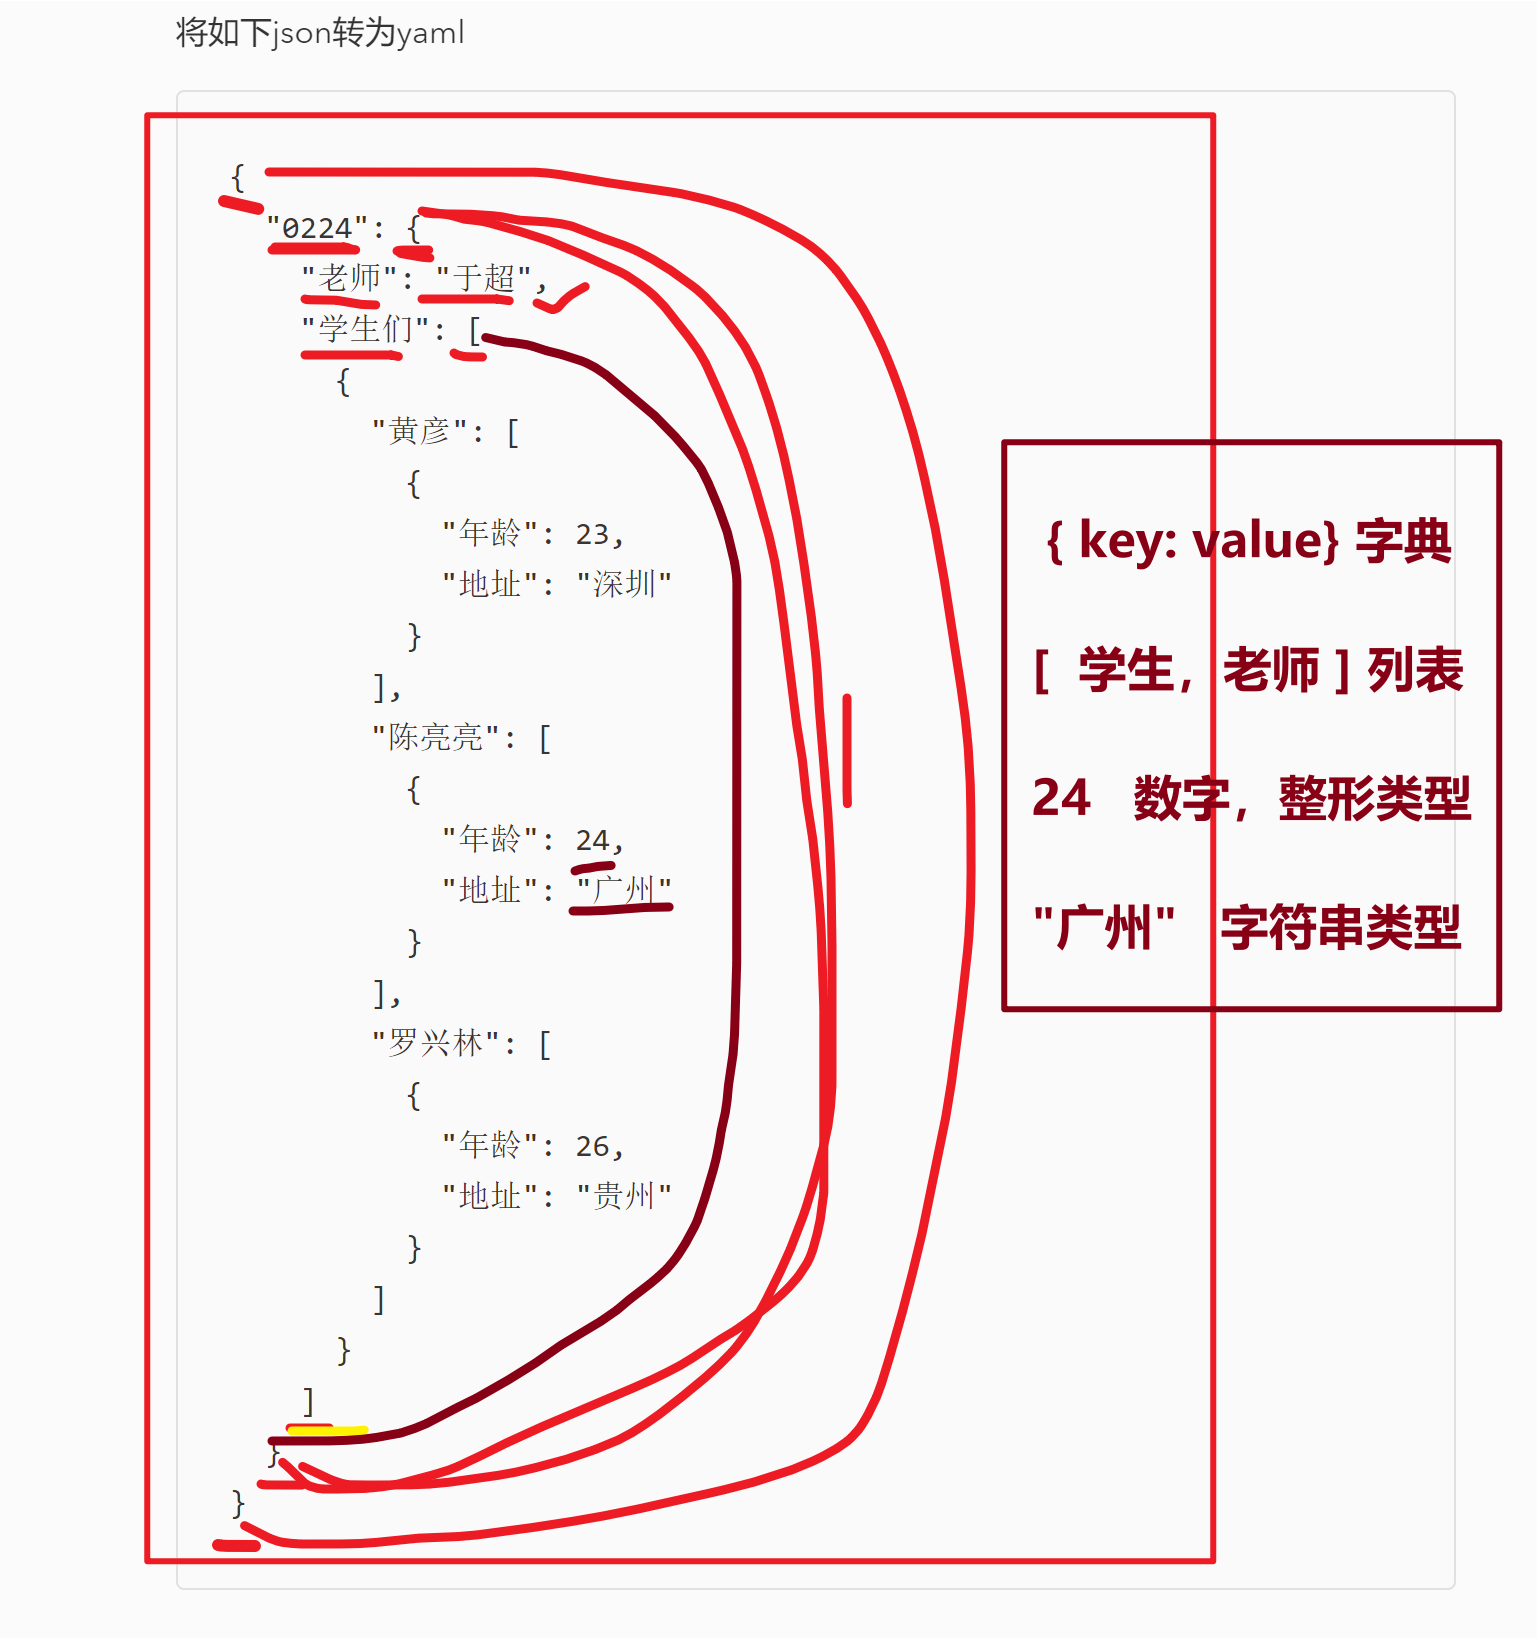 将如下json转为yaml
{
"0224": {
"老师": "于超",
"学生们": [
{
"黄彦": [
{
"年龄": 23,
"地址": "深圳"
}
],
"陈亮亮": [
{
"年龄": 24,
"地址": "广州"
}
],
"罗兴林": [
{
"年龄": 26,
"地址": "贵州"
}
]
}
]
}
}
{ key: value} 字典
[ 学生，老师 ] 列表
24 数字，整形类型
"广州" 字符串类型